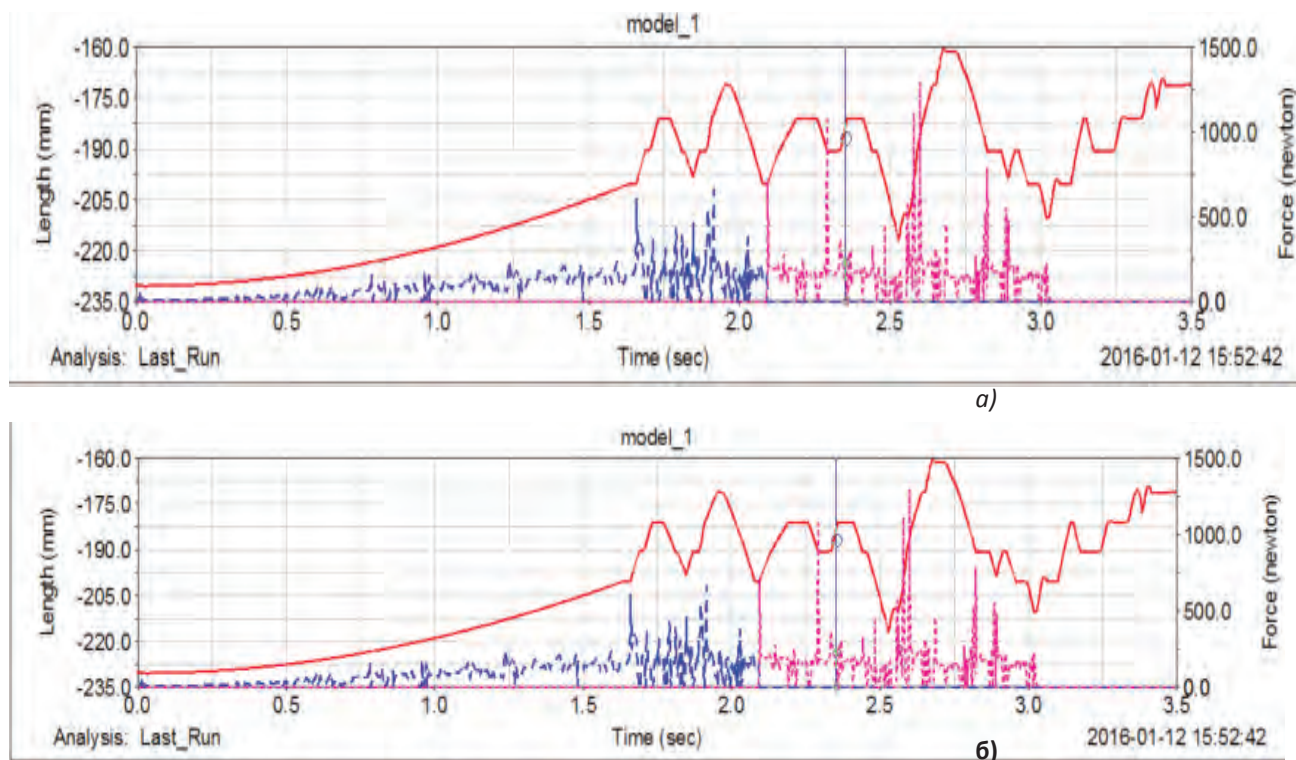 model_1
-160.0 1500.0
-175.0
-190.0 1000.0
-205.0
-220.0 500.0
-235.0 0.0
Length (mm)
Force (newton)
0.0 0.5 1.0 1.5 2.0 2.5 3.0 3.5
Analysis: Last_Run Time (sec) 2016-01-12 15:52:42
а)
model_1
-160.0 1500.0
-175.0
-190.0 1000.0
-205.0
-220.0 500.0
-235.0 0.0
Length (mm)
Force (newton)
0.0 0.5 1.0 1.5 2.0 2.5 3.0 3.5
Analysis: Last_Run Time (sec) 2016-01-12 15:52:42
б)